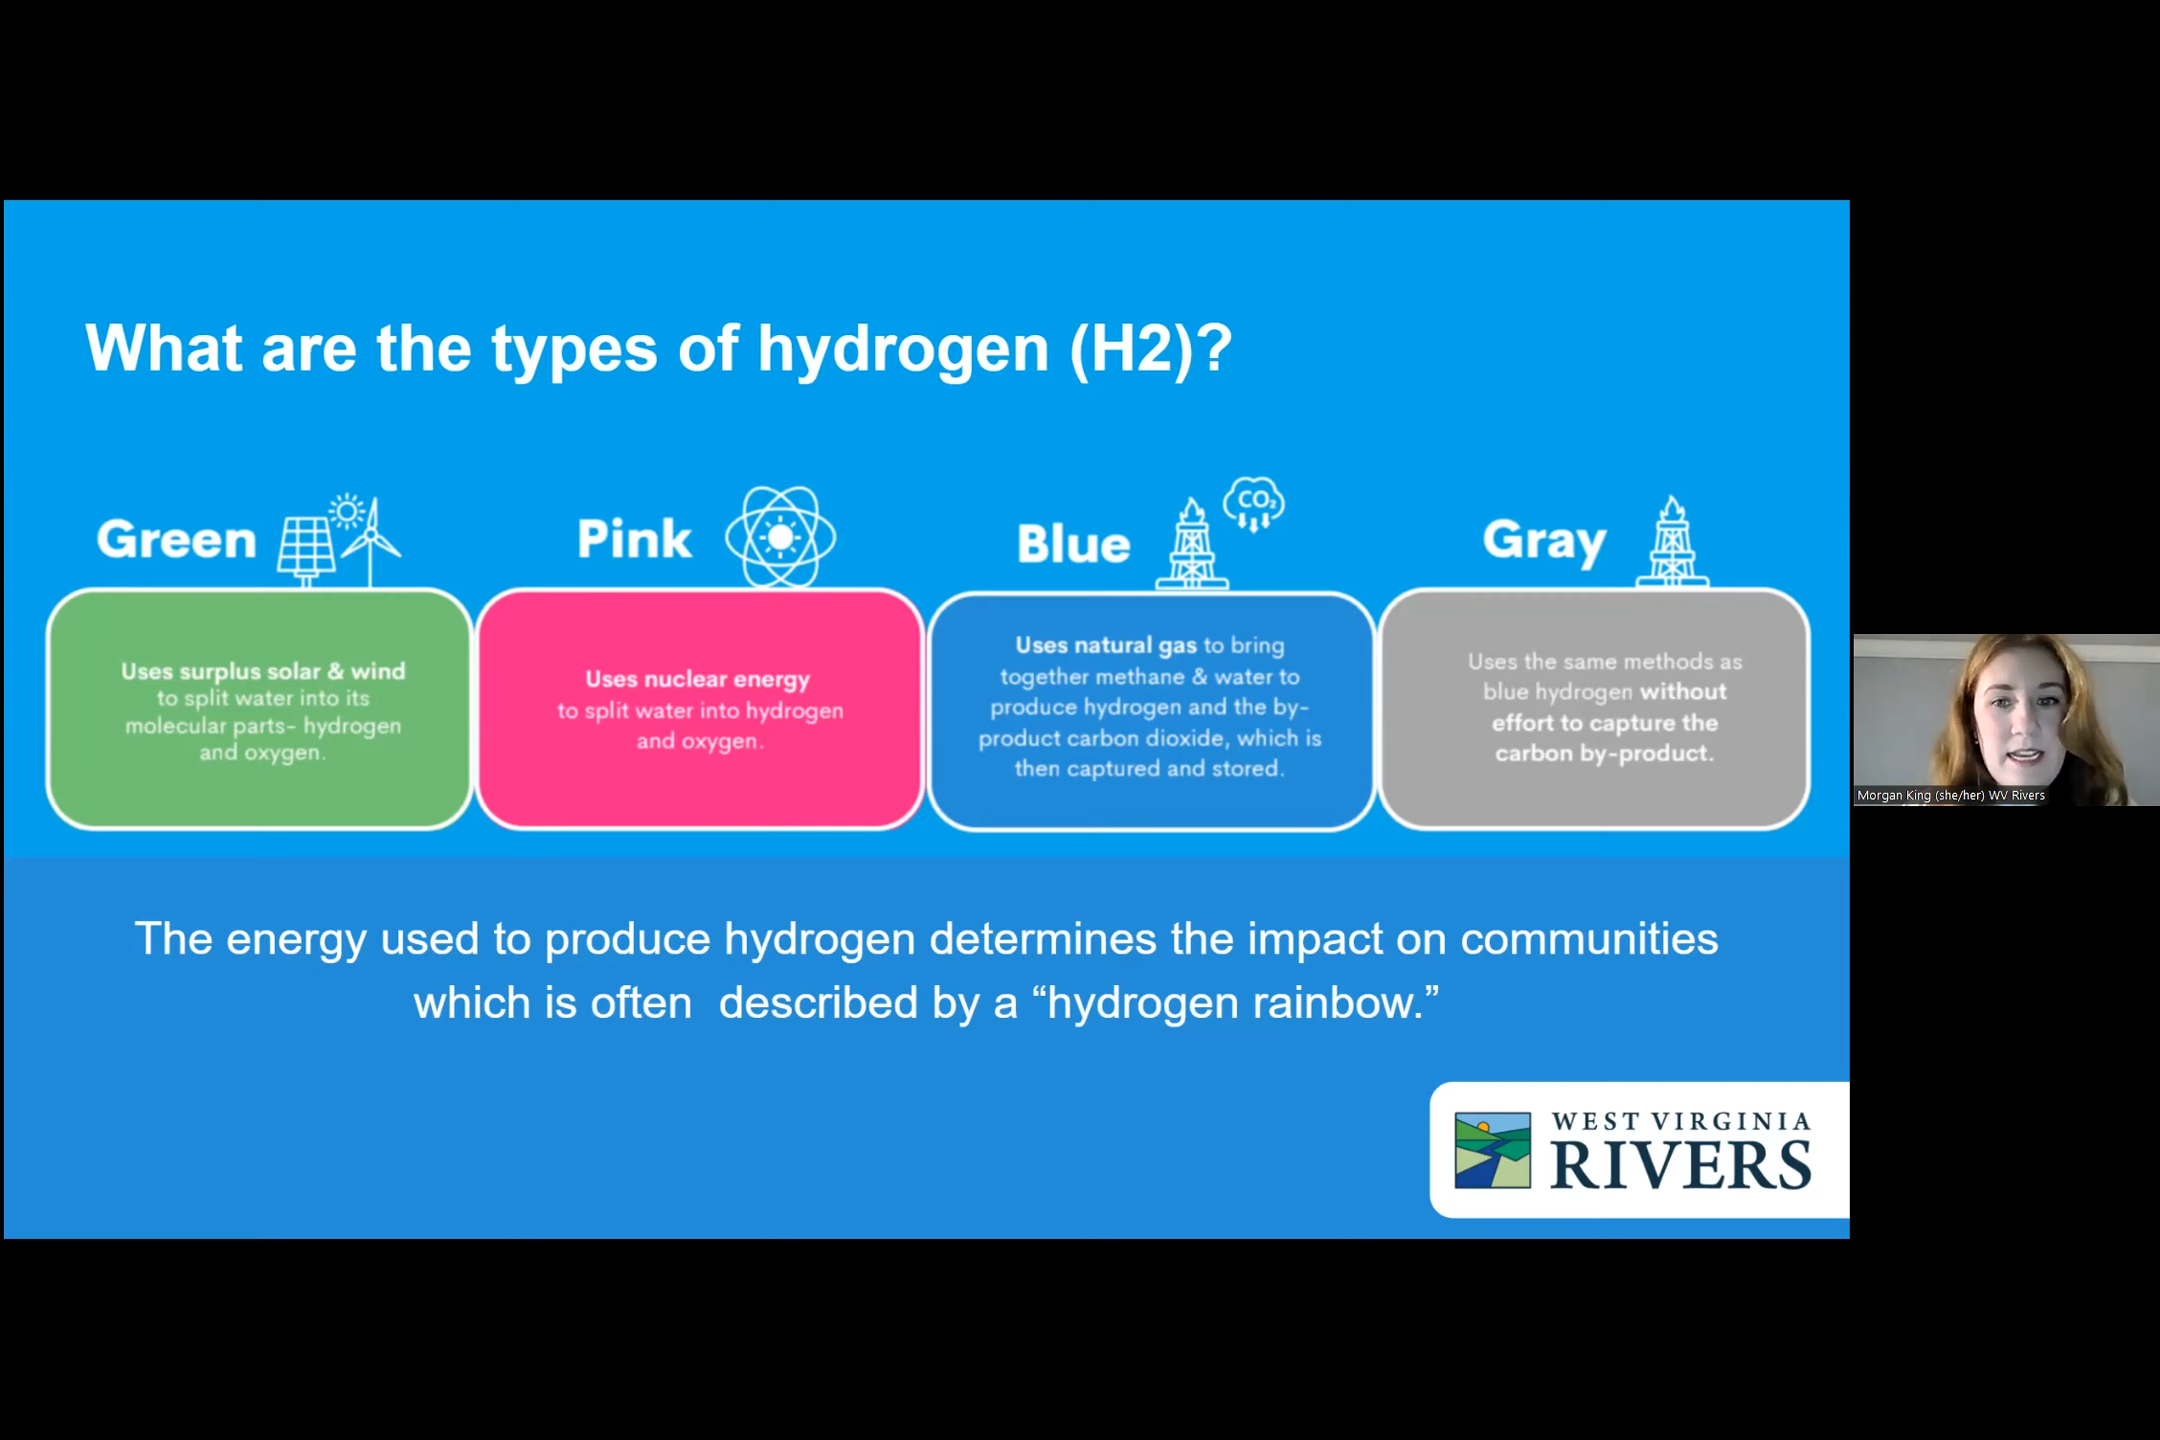 What are the types of hydrogen (H2)?
Green
Pink
Blue
CO₂
Gray
Uses surplus solar & wind
to split water into its
molecular parts- hydrogen
and oxygen.
Uses nuclear energy
to split water into hydrogen
and oxygen.
Uses natural gas to bring
together methane & water to
produce hydrogen and the by-
product carbon dioxide, which is
then captured and stored.
Uses the same methods as
blue hydrogen without
effort to capture the
carbon by-product.
Morgan King (she/her) WV Rivers
The energy used to produce hydrogen determines the impact on communities
which is often  described by a “hydrogen rainbow.”
WEST VIRGINIA
RIVERS